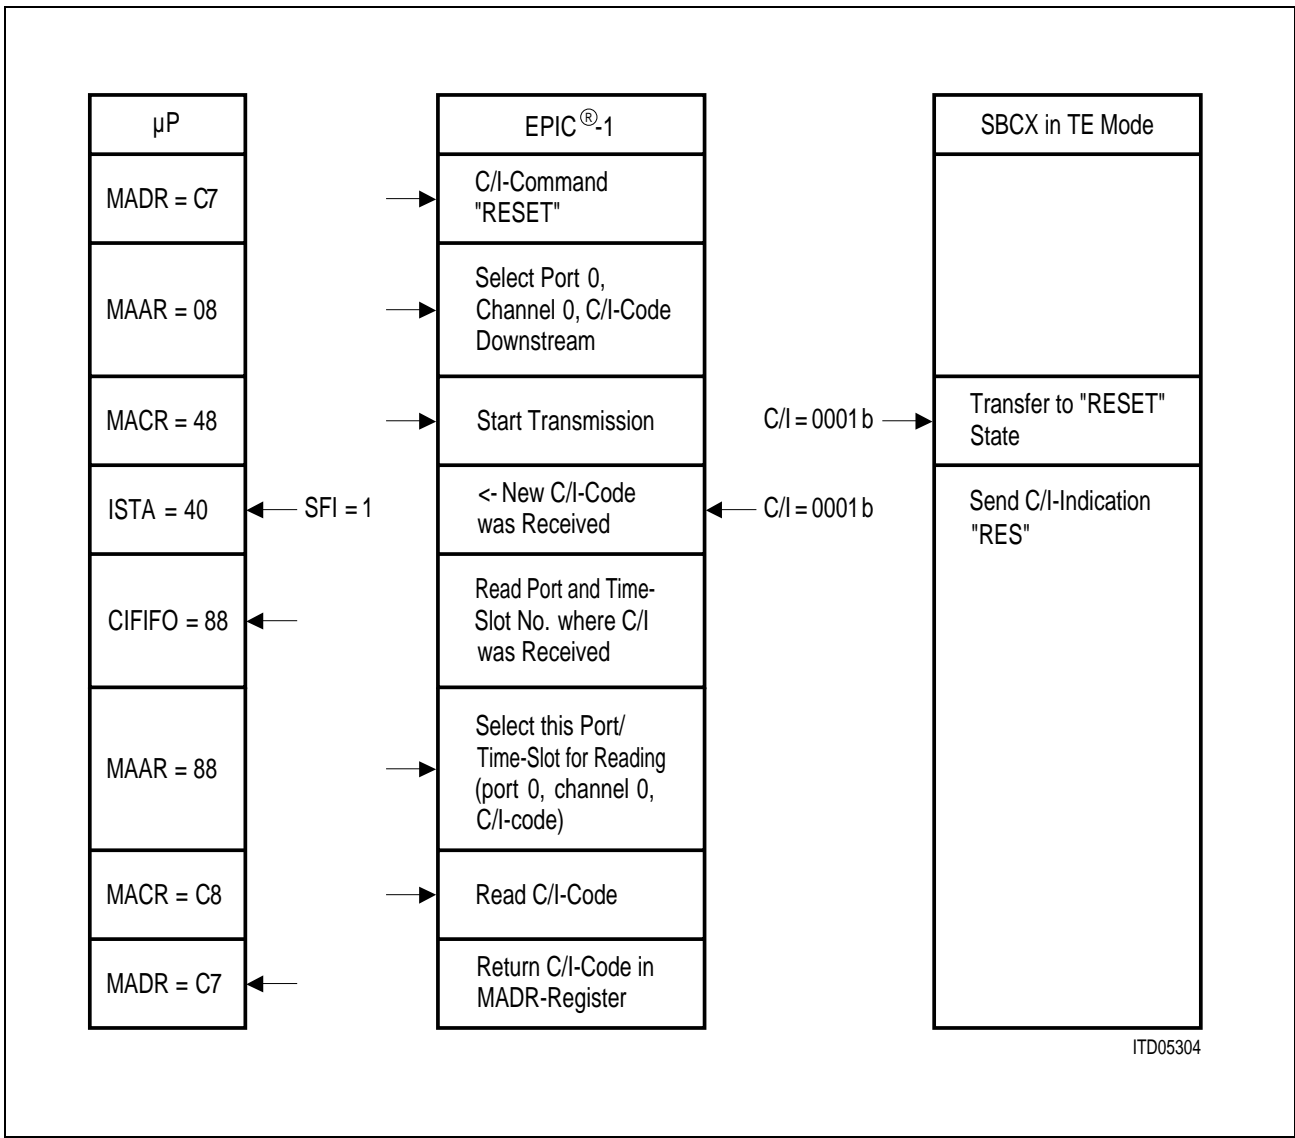 µP
EPIC®-1
SBCX in TE Mode
MADR = C7
C/I-Command
"RESET"
MAAR = 08
Select Port 0,
Channel 0, C/I-Code
Downstream
MACR = 48
Start Transmission
C/I = 0001b
Transfer to "RESET"
State
ISTA = 40
SFI = 1
<- New C/I-Code
was Received
C/I = 0001b
Send C/I-Indication
"RES"
CIFIFO = 88
Read Port and Time-
Slot No. where C/I
was Received
MAAR = 88
Select this Port/
Time-Slot for Reading
(port 0, channel 0,
C/I-code)
MACR = C8
Read C/I-Code
MADR = C7
Return C/I-Code in
MADR-Register
ITD05304